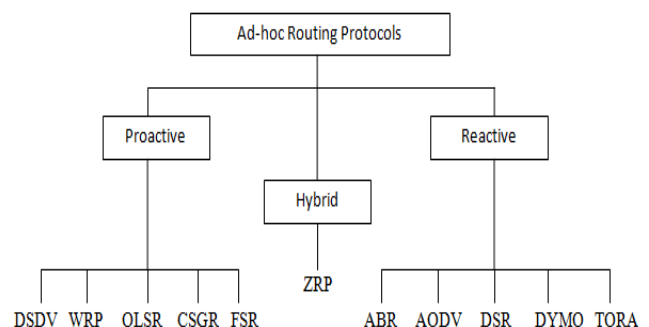 Ad-hoc Routing Protocols
Proactive
Reactive
Hybrid
ZRP
DSDV WRP OLSR CSGR FSR
ABR AODV DSR DYMO TORA